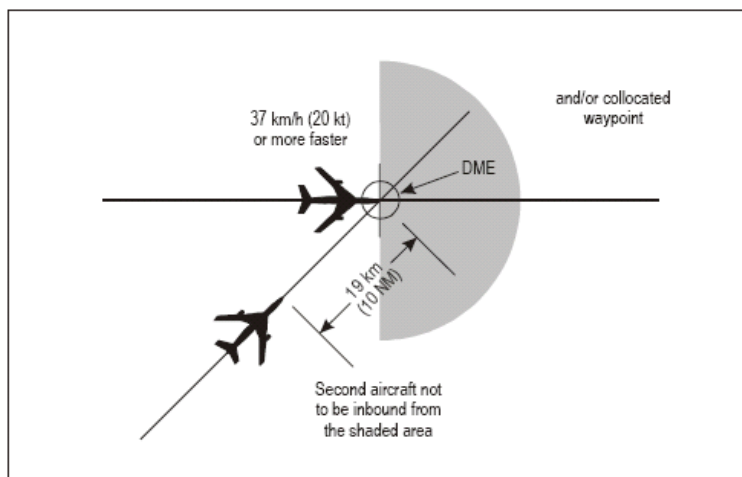 37 km/h (20 kt)
or more faster
and/or collocated
waypoint
DME
19 km
(10 NM)
Second aircraft not
to be inbound from
the shaded area